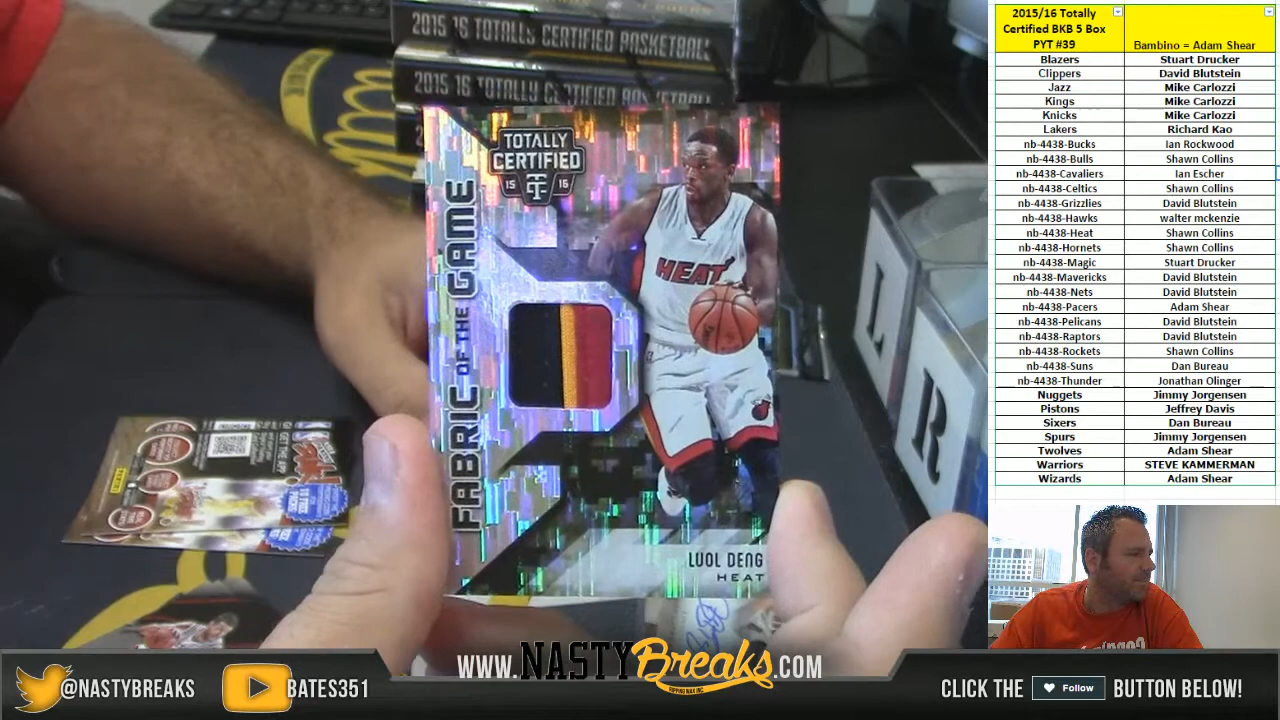 2015-16 TOTALLY CERTIFIED BASKETBALL
2015-16 TOTALLY CERTIFIED BASKETBALL
TOTALLY
CERTIFIED
15 TC 16
FABRIC OF THE GAME
HEAT
LUOL DENG
HEAT
GET THE APP!
PANINI
L
R
2015/16 Totally
Certified BKB 5 Box
PYT #39
Bambino = Adam Shear
Blazers Stuart Drucker
Clippers David Blutstein
Jazz Mike Carlozzi
Kings Mike Carlozzi
Knicks Mike Carlozzi
Lakers Richard Kao
nb-4438-Bucks Ian Rockwood
nb-4438-Bulls Shawn Collins
nb-4438-Cavaliers Ian Escher
nb-4438-Celtics Shawn Collins
nb-4438-Grizzlies David Blutstein
nb-4438-Hawks walter mckenzie
nb-4438-Heat Shawn Collins
nb-4438-Hornets Shawn Collins
nb-4438-Magic Stuart Drucker
nb-4438-Mavericks David Blutstein
nb-4438-Nets David Blutstein
nb-4438-Pacers Adam Shear
nb-4438-Pelicans David Blutstein
nb-4438-Raptors David Blutstein
nb-4438-Rockets Shawn Collins
nb-4438-Suns Dan Bureau
nb-4438-Thunder Jonathan Olinger
Nuggets Jimmy Jorgensen
Pistons Jeffrey Davis
Sixers Dan Bureau
Spurs Jimmy Jorgensen
Twolves Adam Shear
Warriors STEVE KAMMERMAN
Wizards Adam Shear
@NASTYBREAKS
BATES351
WWW.NASTYBreaks.COM
RIPPING WAX INC
CLICK THE Follow BUTTON BELOW!